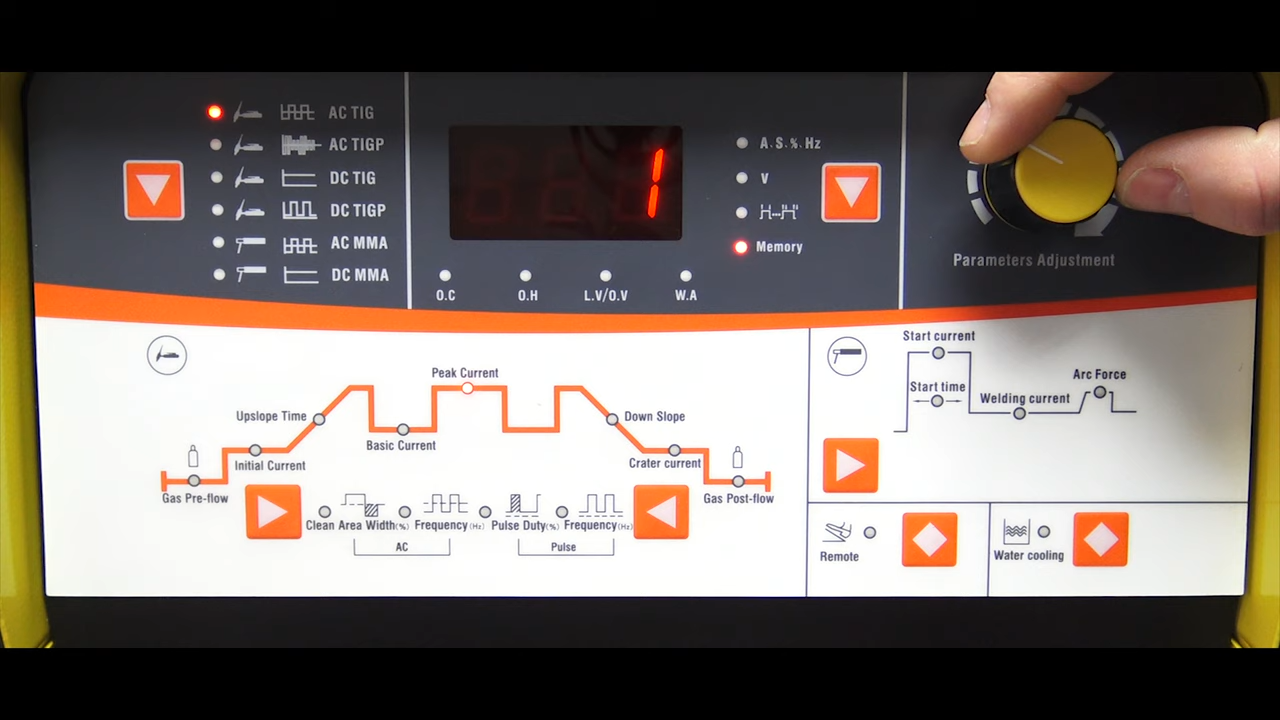 AC TIG
AC TIGP
DC TIG
DC TIGP
AC MMA
DC MMA
1
A.S.%.Hz
V
Memory
O.C
O.H
L.V/O.V
W.A
Parameters Adjustment
Peak Current
Upslope Time
Down Slope
Basic Current
Initial Current
Crater current
Gas Pre-flow
Gas Post-flow
Clean Area Width(%)
Frequency(Hz)
Pulse Duty(%)
Frequency(Hz)
AC
Pulse
Start current
Start time
Welding current
Arc Force
Remote
Water cooling